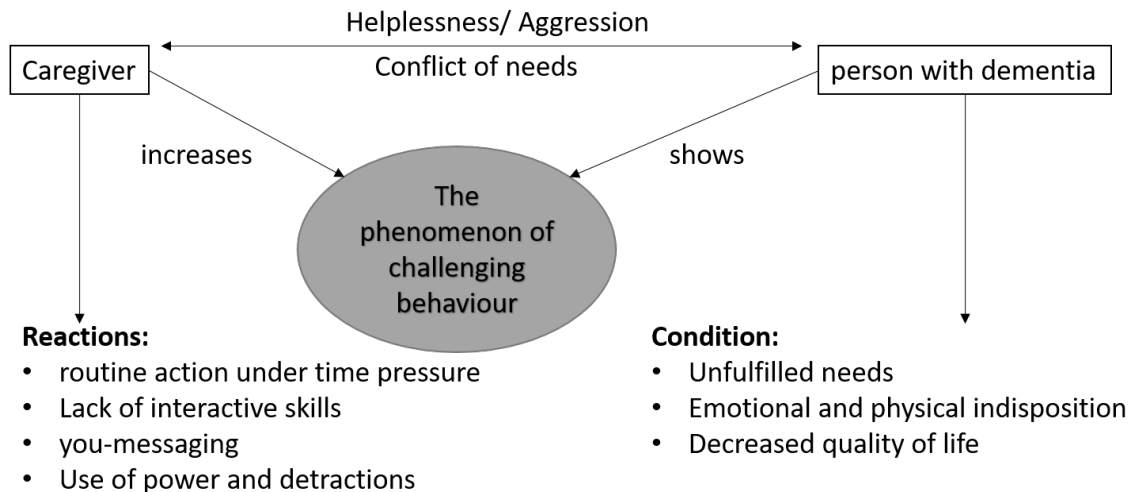 Helplessness/ Aggression
Caregiver
Conflict of needs
person with dementia
increases
shows
The
phenomenon of
challenging
behaviour
Reactions:
• routine action under time pressure
• Lack of interactive skills
• you-messaging
• Use of power and detractions
Condition:
• Unfulfilled needs
• Emotional and physical indisposition
• Decreased quality of life